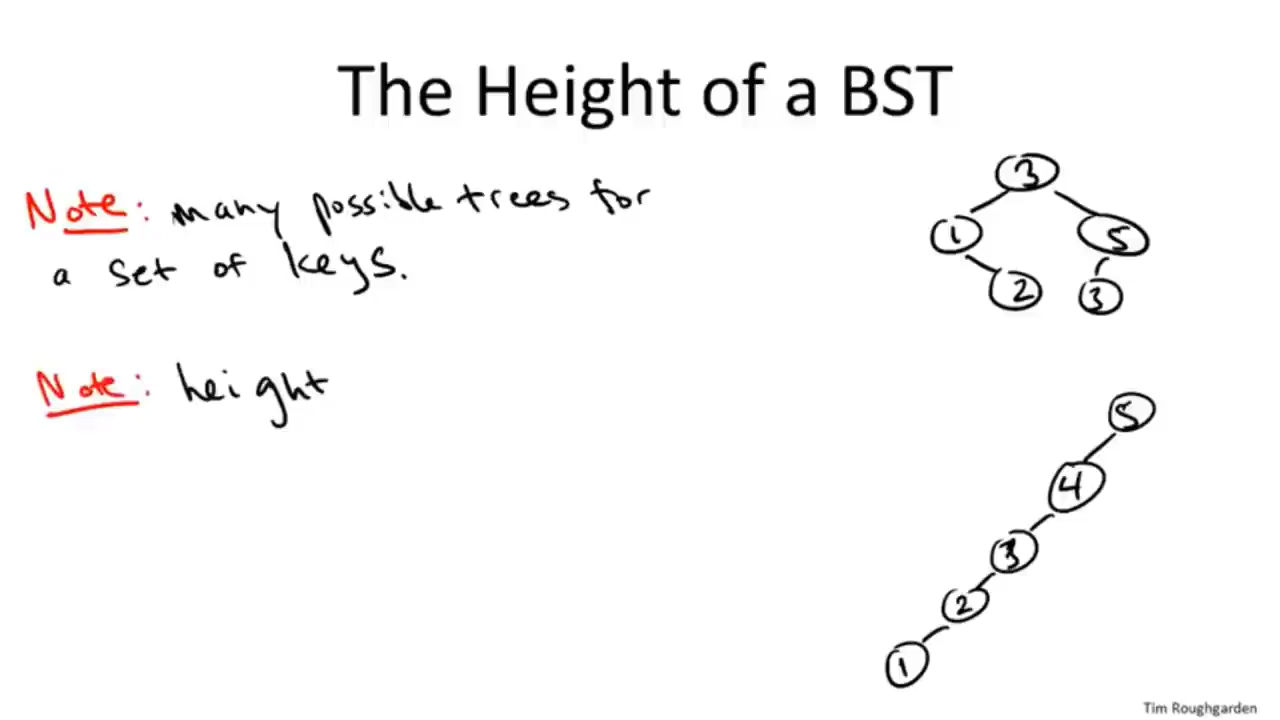 The Height of a BST
Note: many possible trees for
a set of keys.
Note: height
3
1
5
2
3
5
4
3
2
1
Tim Roughgarden